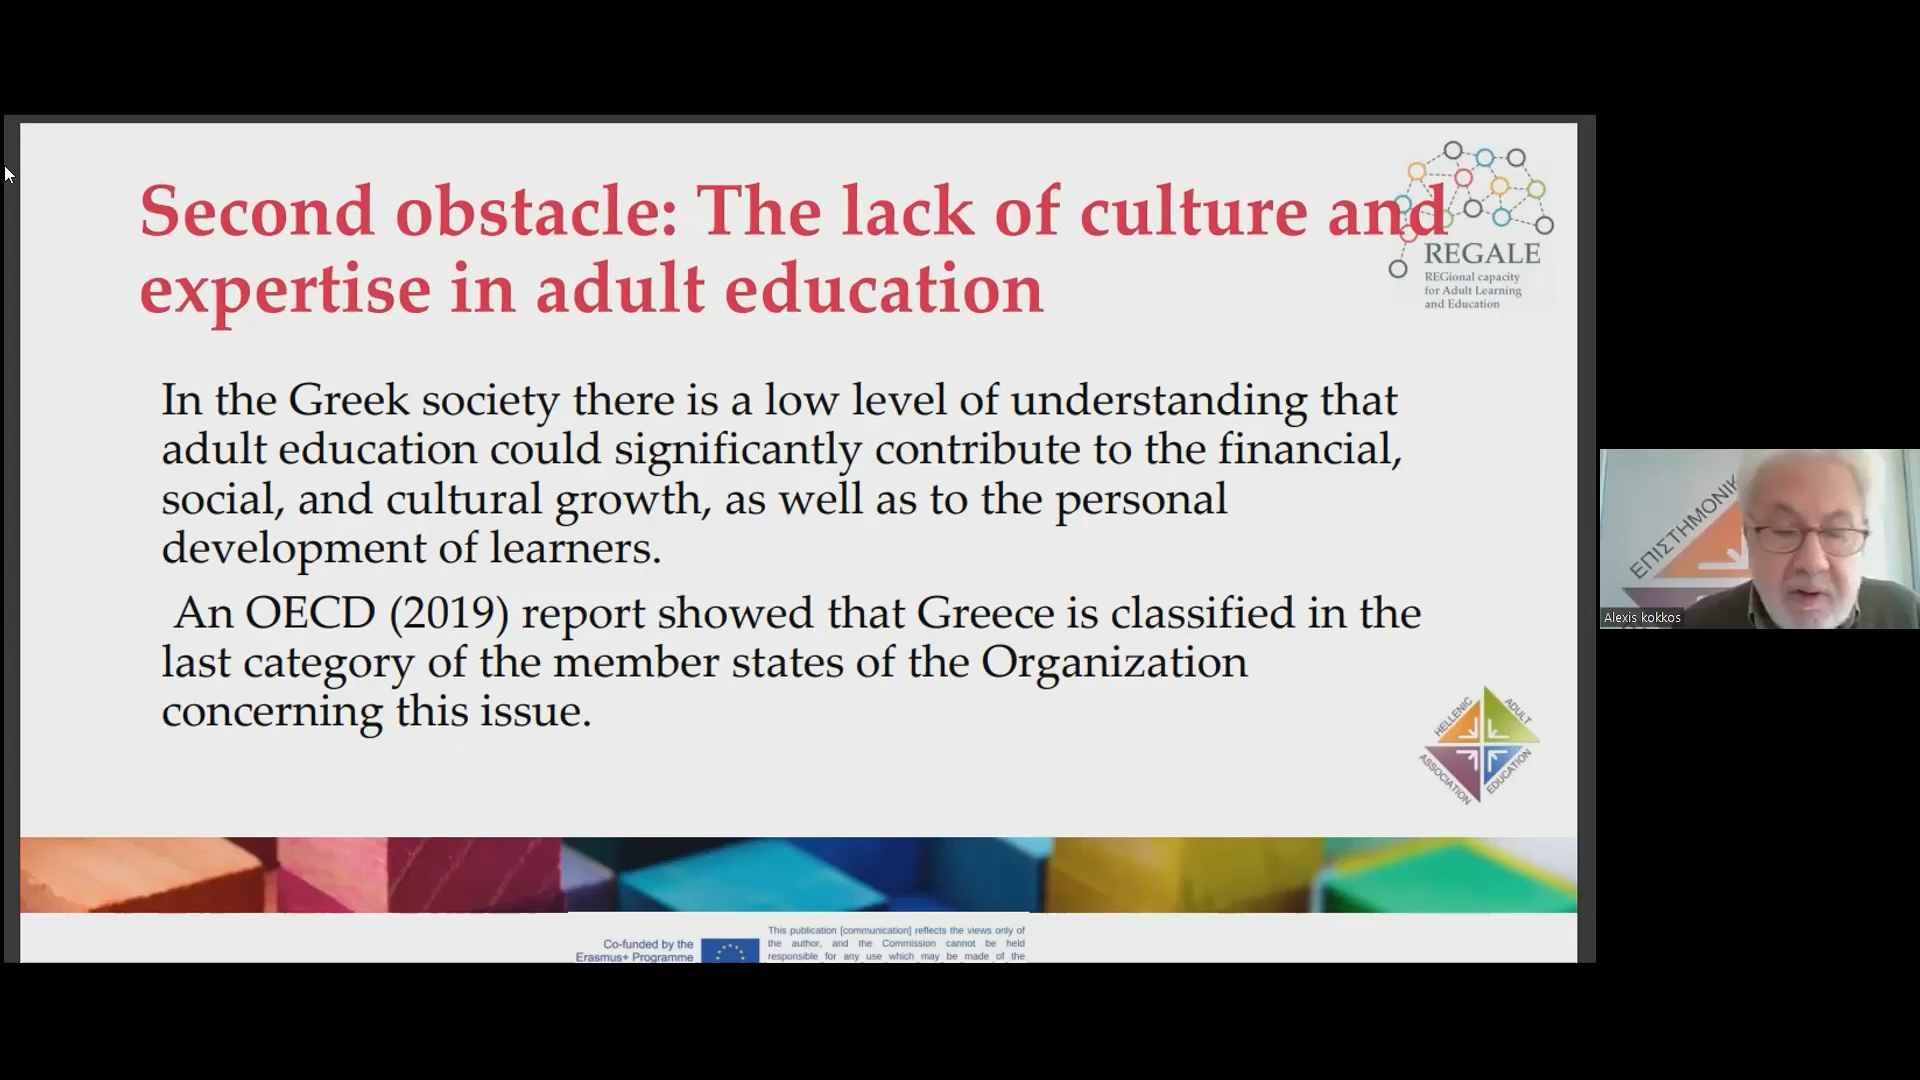 Second obstacle: The lack of culture and
expertise in adult education
REGALE
REGional capacity
for Adult Learning
and Education
In the Greek society there is a low level of understanding that
adult education could significantly contribute to the financial,
social, and cultural growth, as well as to the personal
development of learners.
An OECD (2019) report showed that Greece is classified in the
last category of the member states of the Organization
concerning this issue.
HELLENIC
ADULT
EDUCATION
ASSOCIATION
Co-funded by the
Erasmus+ Programme
This publication [communication] reflects the views only of
the author, and the Commission cannot be held
responsible for any use which may be made of the
ΕΠΙΣΤΗΜΟΝΙΚ
Alexis kokkos